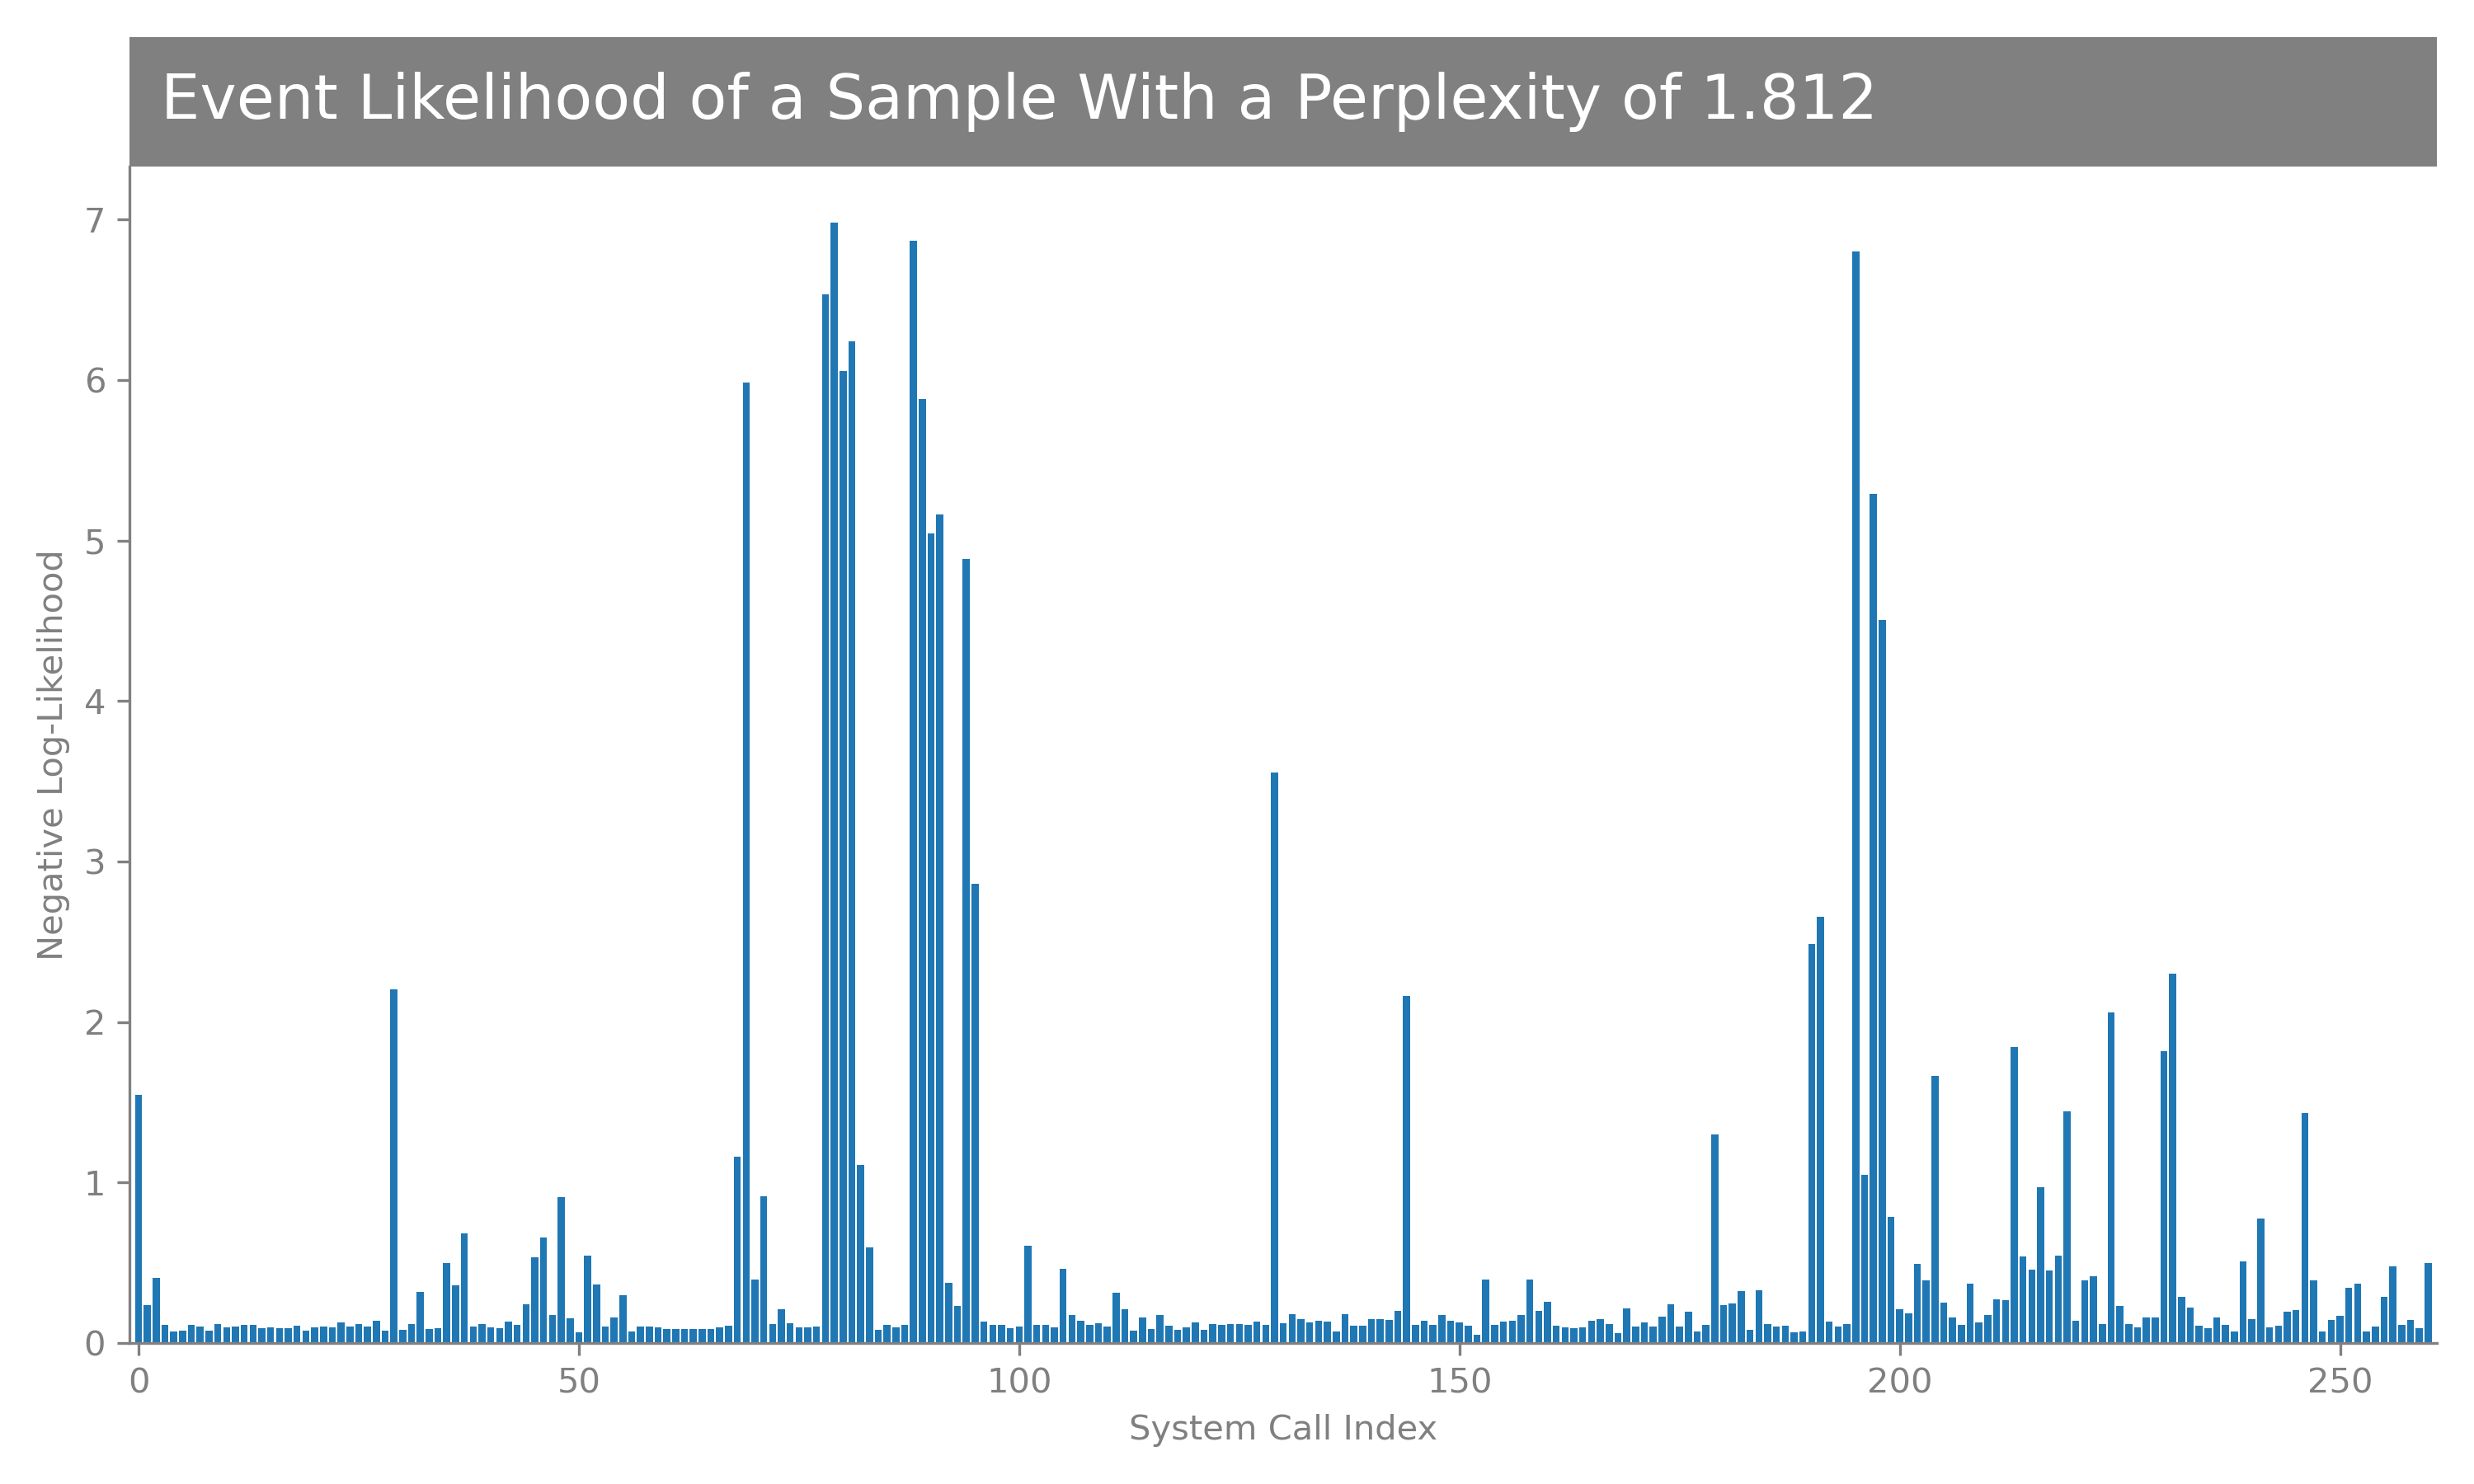 Event Likelihood of a Sample With a Perplexity of 1.812
7
6
5
4
3
2
1
0
Negative Log-Likelihood
0 50 100 150 200 250
System Call Index